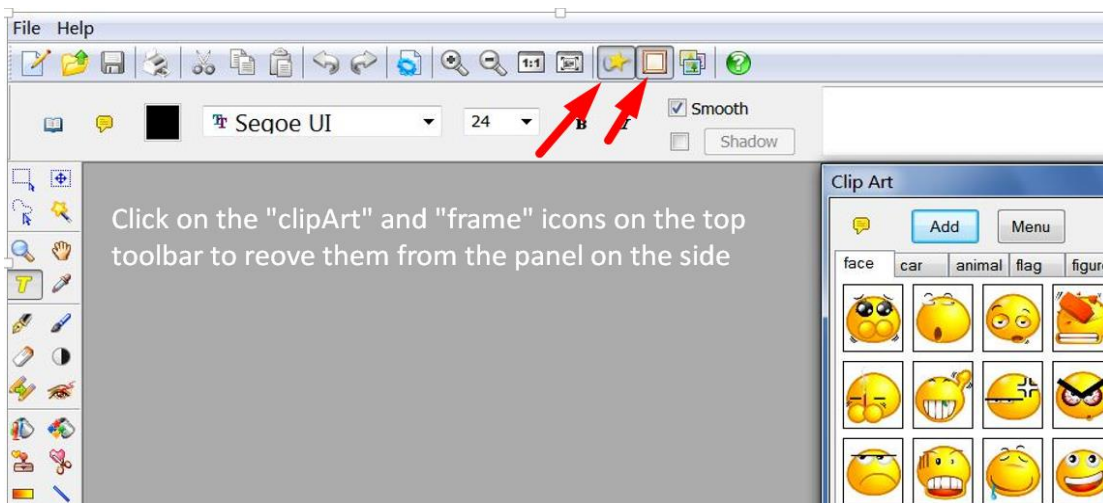 File Help
1:1
Segoe UI 24 B Smooth
Shadow
Click on the "clipArt" and "frame" icons on the top
toolbar to reove them from the panel on the side
Clip Art
Add Menu
face car animal flag figur